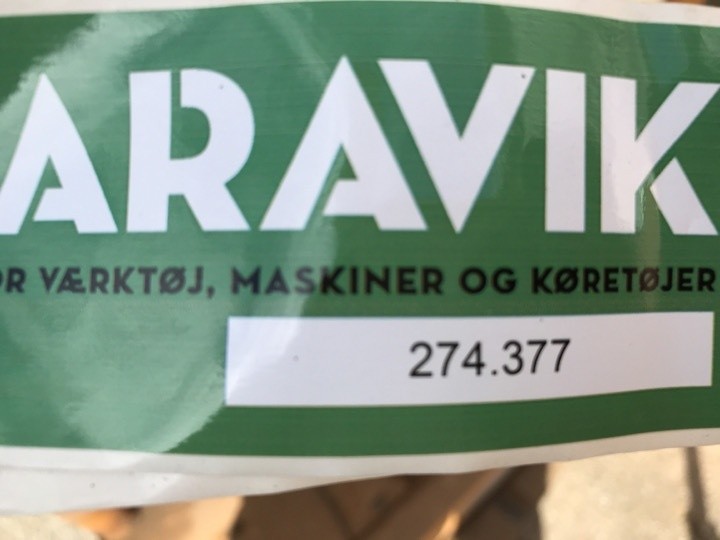 ARAVIK
OR VÆRKTØJ, MASKINER OG KØRETØJER
274.377